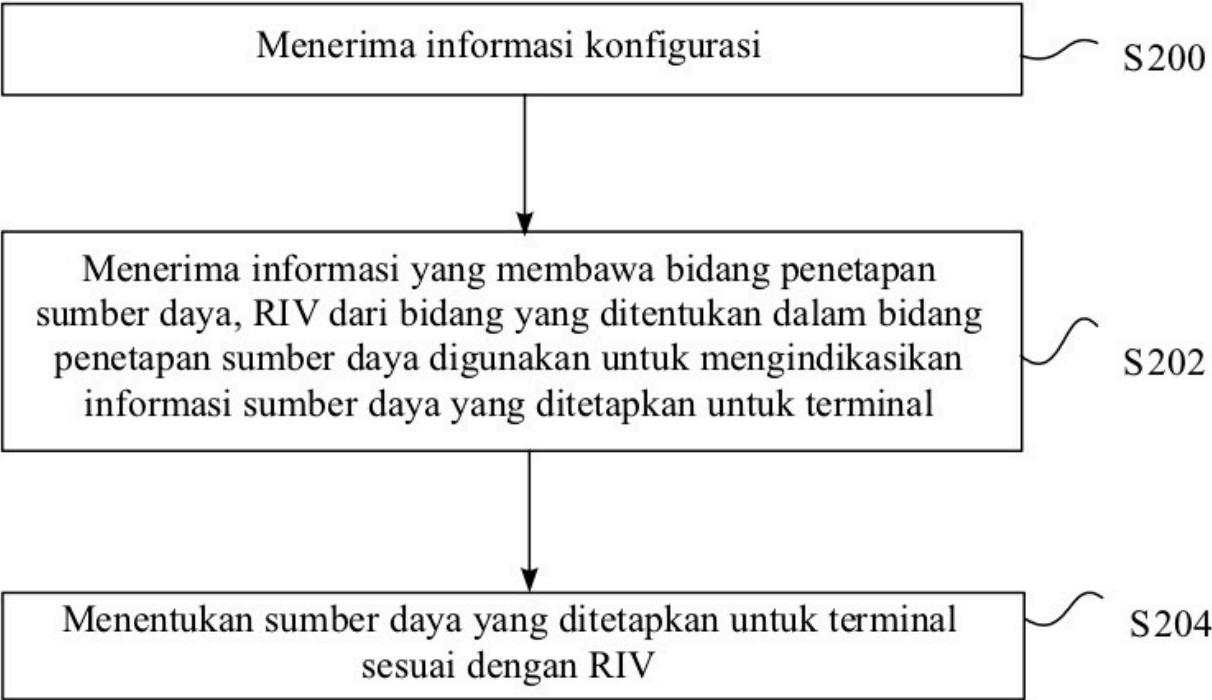 Menerima informasi konfigurasi
S200
Menerima informasi yang membawa bidang penetapan
sumber daya, RIV dari bidang yang ditentukan dalam bidang
penetapan sumber daya digunakan untuk mengindikasikan
informasi sumber daya yang ditetapkan untuk terminal
S202
Menentukan sumber daya yang ditetapkan untuk terminal
sesuai dengan RIV
S204